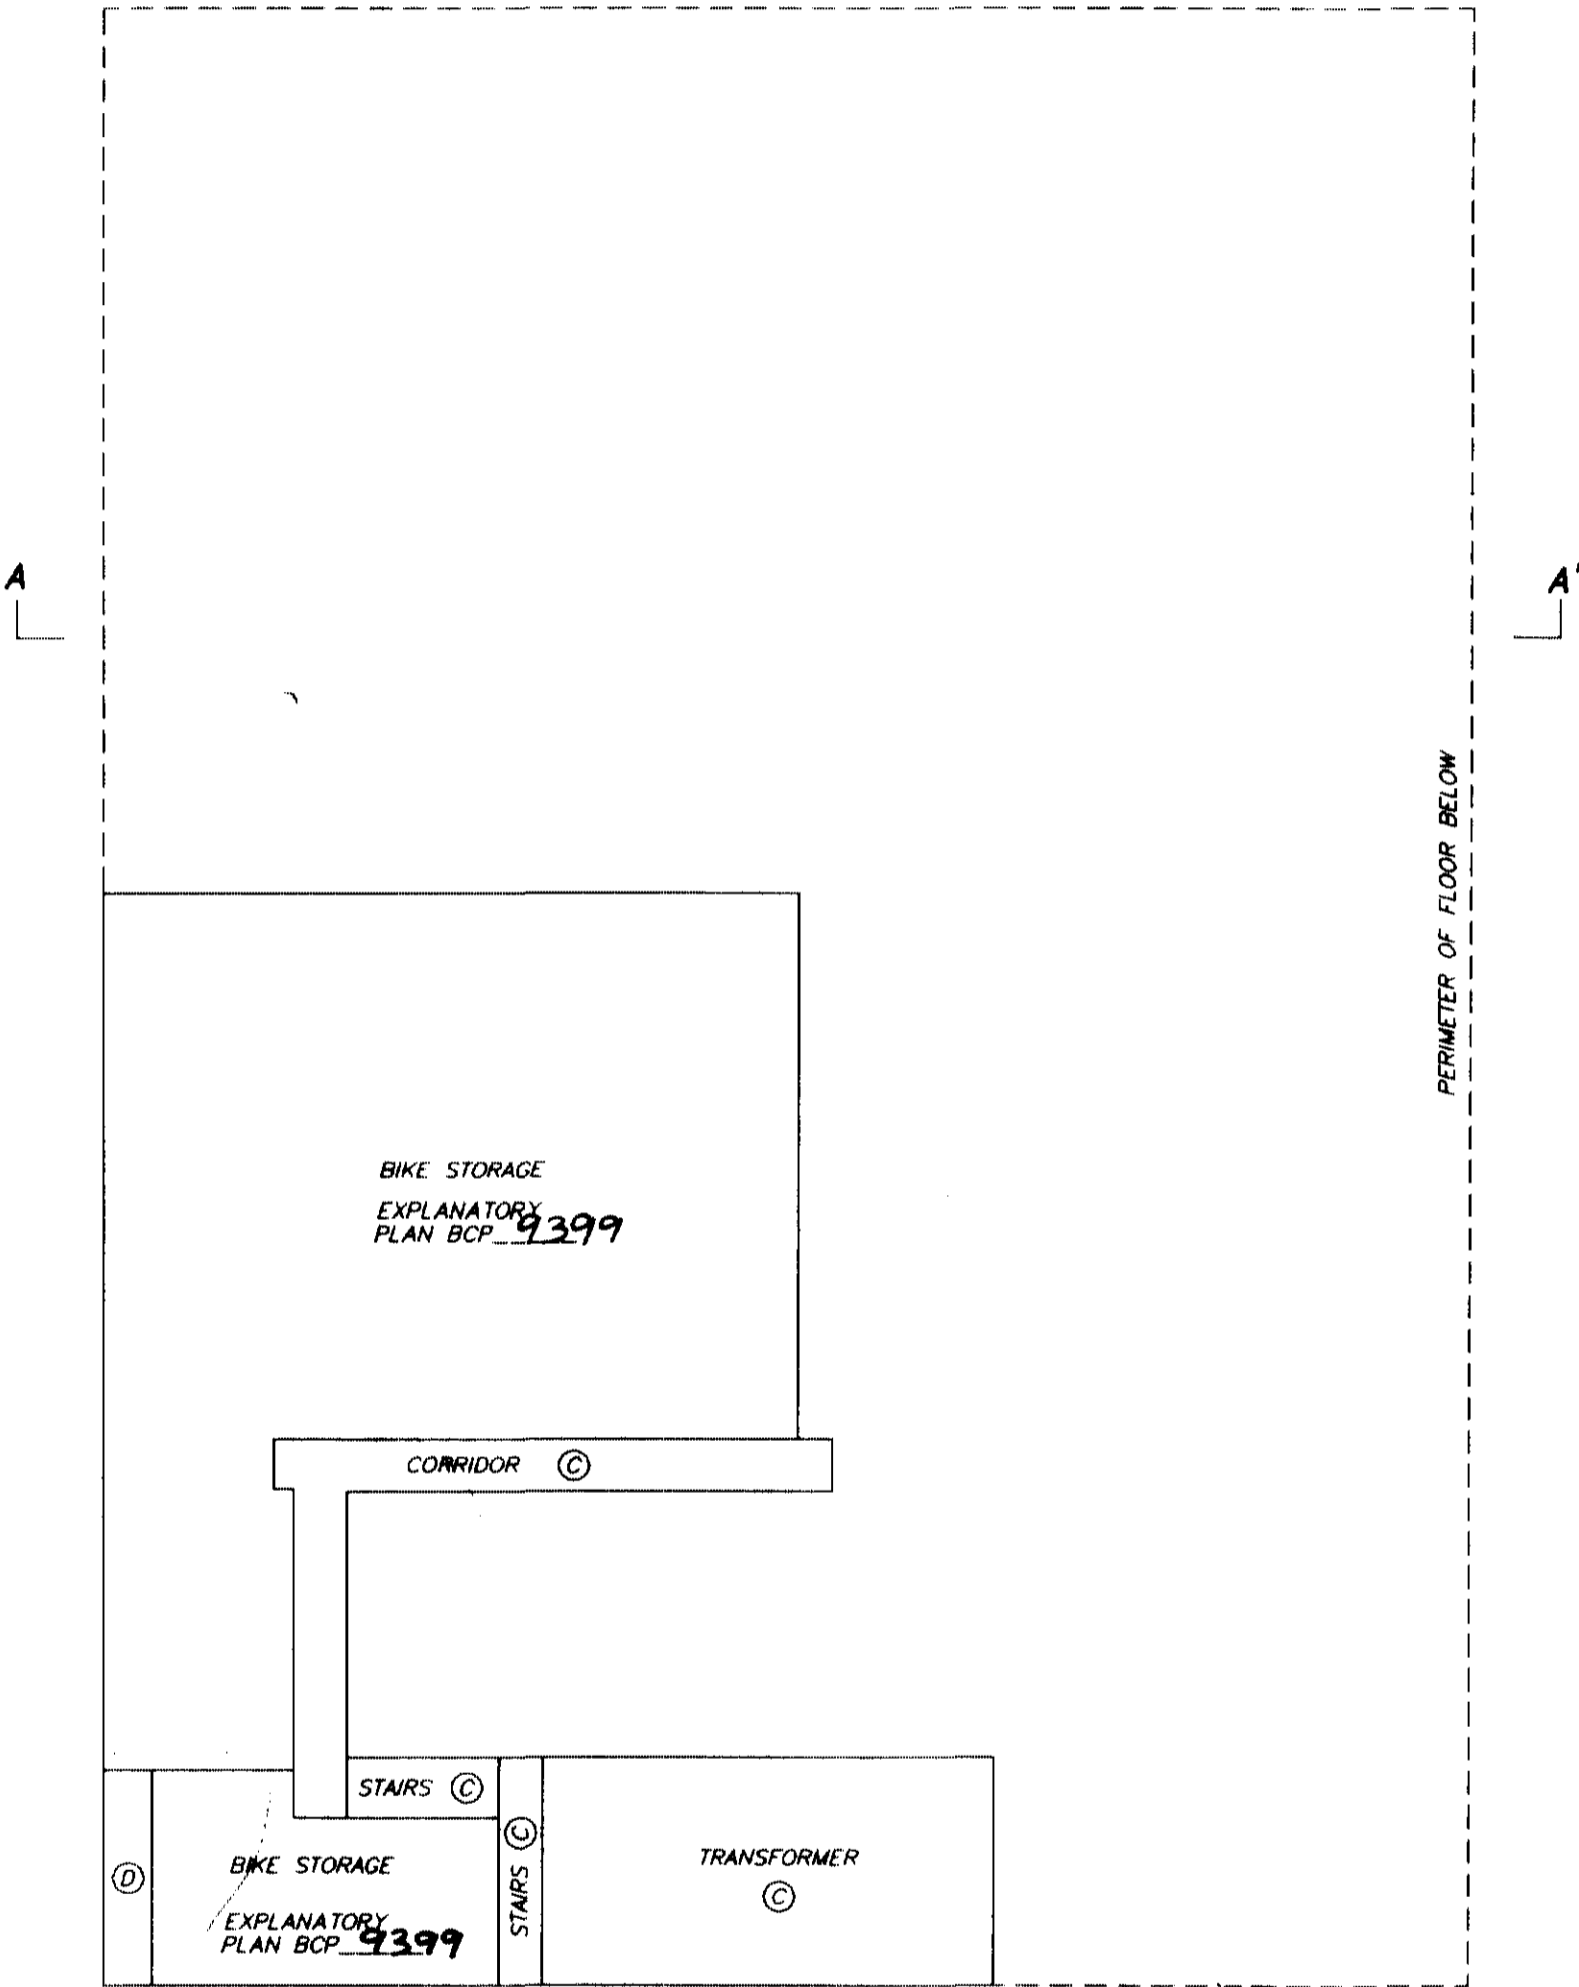 A
A'
PERIMETER OF FLOOR BELOW
BIKE STORAGE
EXPLANATORY
PLAN BCP 9399
CORRIDOR C
STAIRS C
STAIRS C
TRANSFORMER
C
D
BIKE STORAGE
EXPLANATORY
PLAN BCP 9399